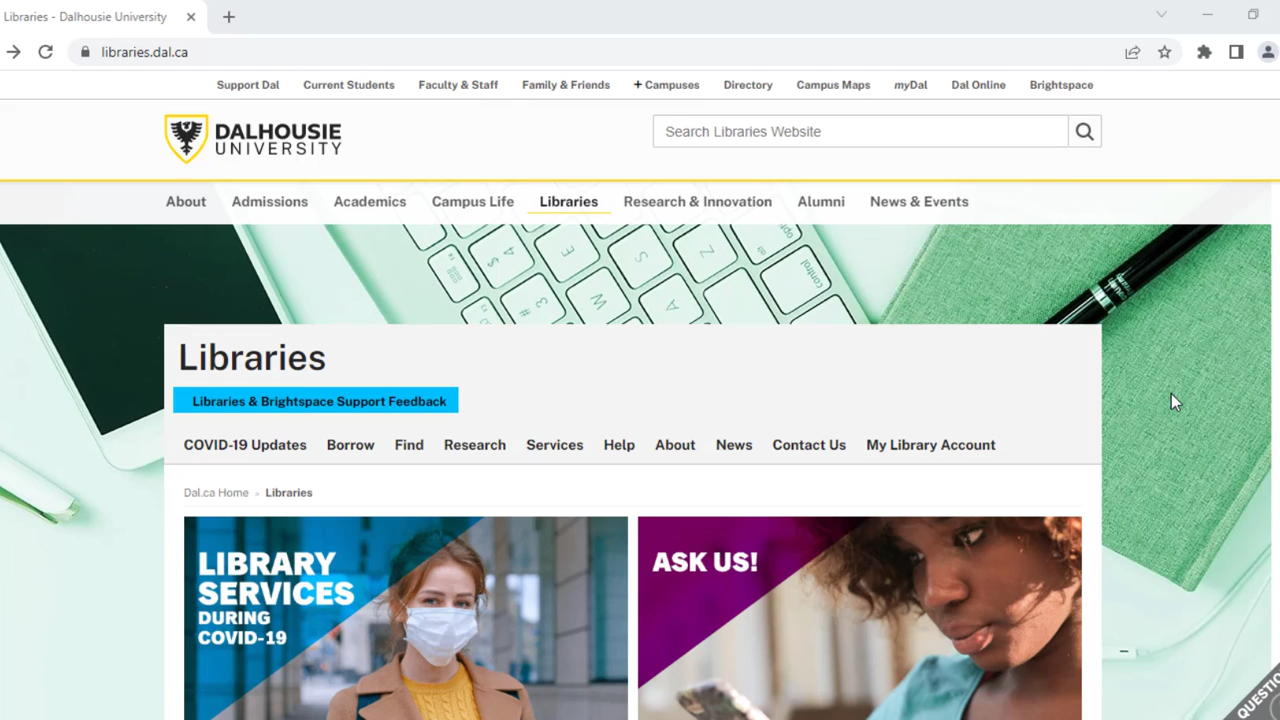 Libraries - Dalhousie University
libraries.dal.ca
Support Dal Current Students Faculty & Staff Family & Friends + Campuses Directory Campus Maps myDal Dal Online Brightspace
DALHOUSIE
UNIVERSITY
Search Libraries Website
About Admissions Academics Campus Life Libraries Research & Innovation Alumni News & Events
Libraries
Libraries & Brightspace Support Feedback
COVID-19 Updates Borrow Find Research Services Help About News Contact Us My Library Account
Dal.ca Home » Libraries
LIBRARY
SERVICES
DURING
COVID-19
ASK US!